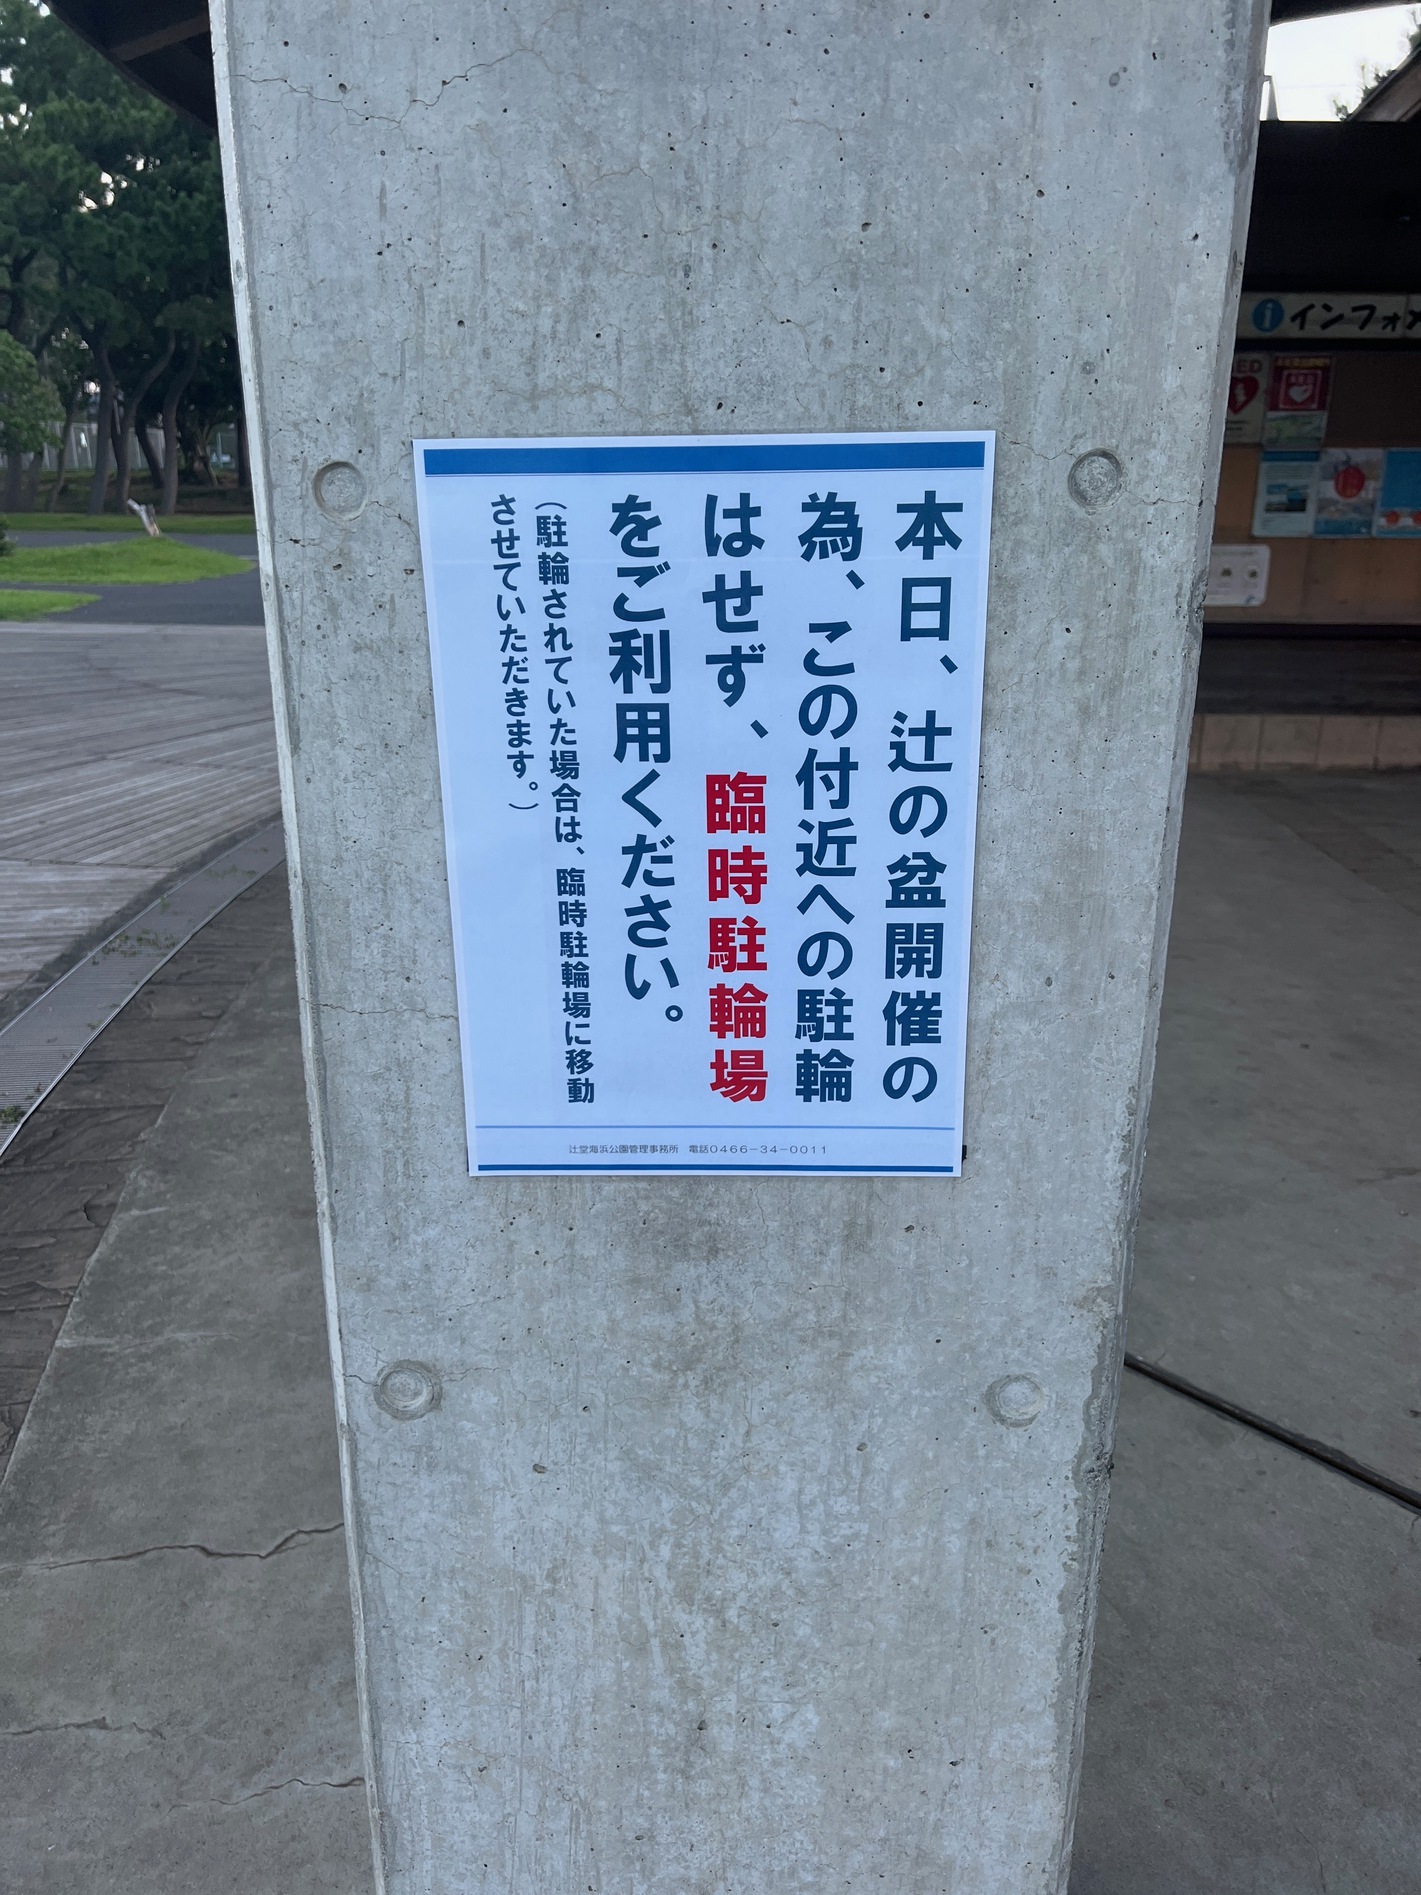 本日、辻の盆開催の
為、この付近への駐輪
はせず、臨時駐輪場
をご利用ください。
（駐輪されていた場合は、臨時駐輪場に移動
させていただきます。）
辻堂海浜公園管理事務所　電話0466-34-0011
i インフォメ
AED